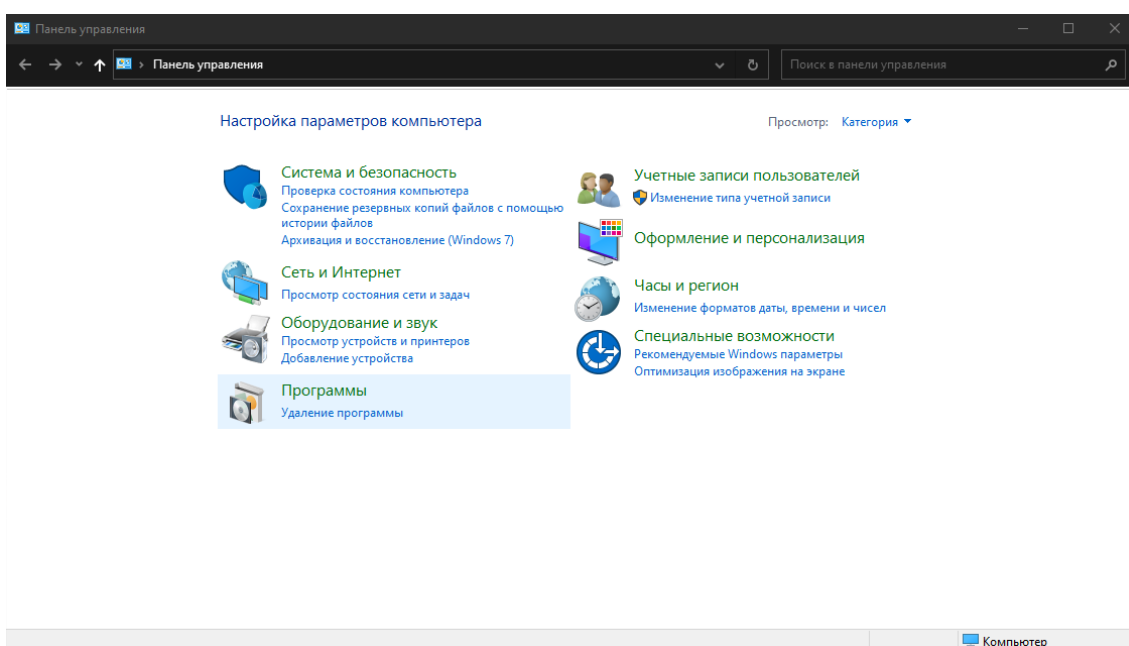 Панель управления
Панель управления
Поиск в панели управления
Настройка параметров компьютера
Просмотр: Категория
Система и безопасность
Проверка состояния компьютера
Сохранение резервных копий файлов с помощью
истории файлов
Архивация и восстановление (Windows 7)
Сеть и Интернет
Просмотр состояния сети и задач
Оборудование и звук
Просмотр устройств и принтеров
Добавление устройства
Программы
Удаление программы
Учетные записи пользователей
Изменение типа учетной записи
Оформление и персонализация
Часы и регион
Изменение форматов даты, времени и чисел
Специальные возможности
Рекомендуемые Windows параметры
Оптимизация изображения на экране
Компьютер